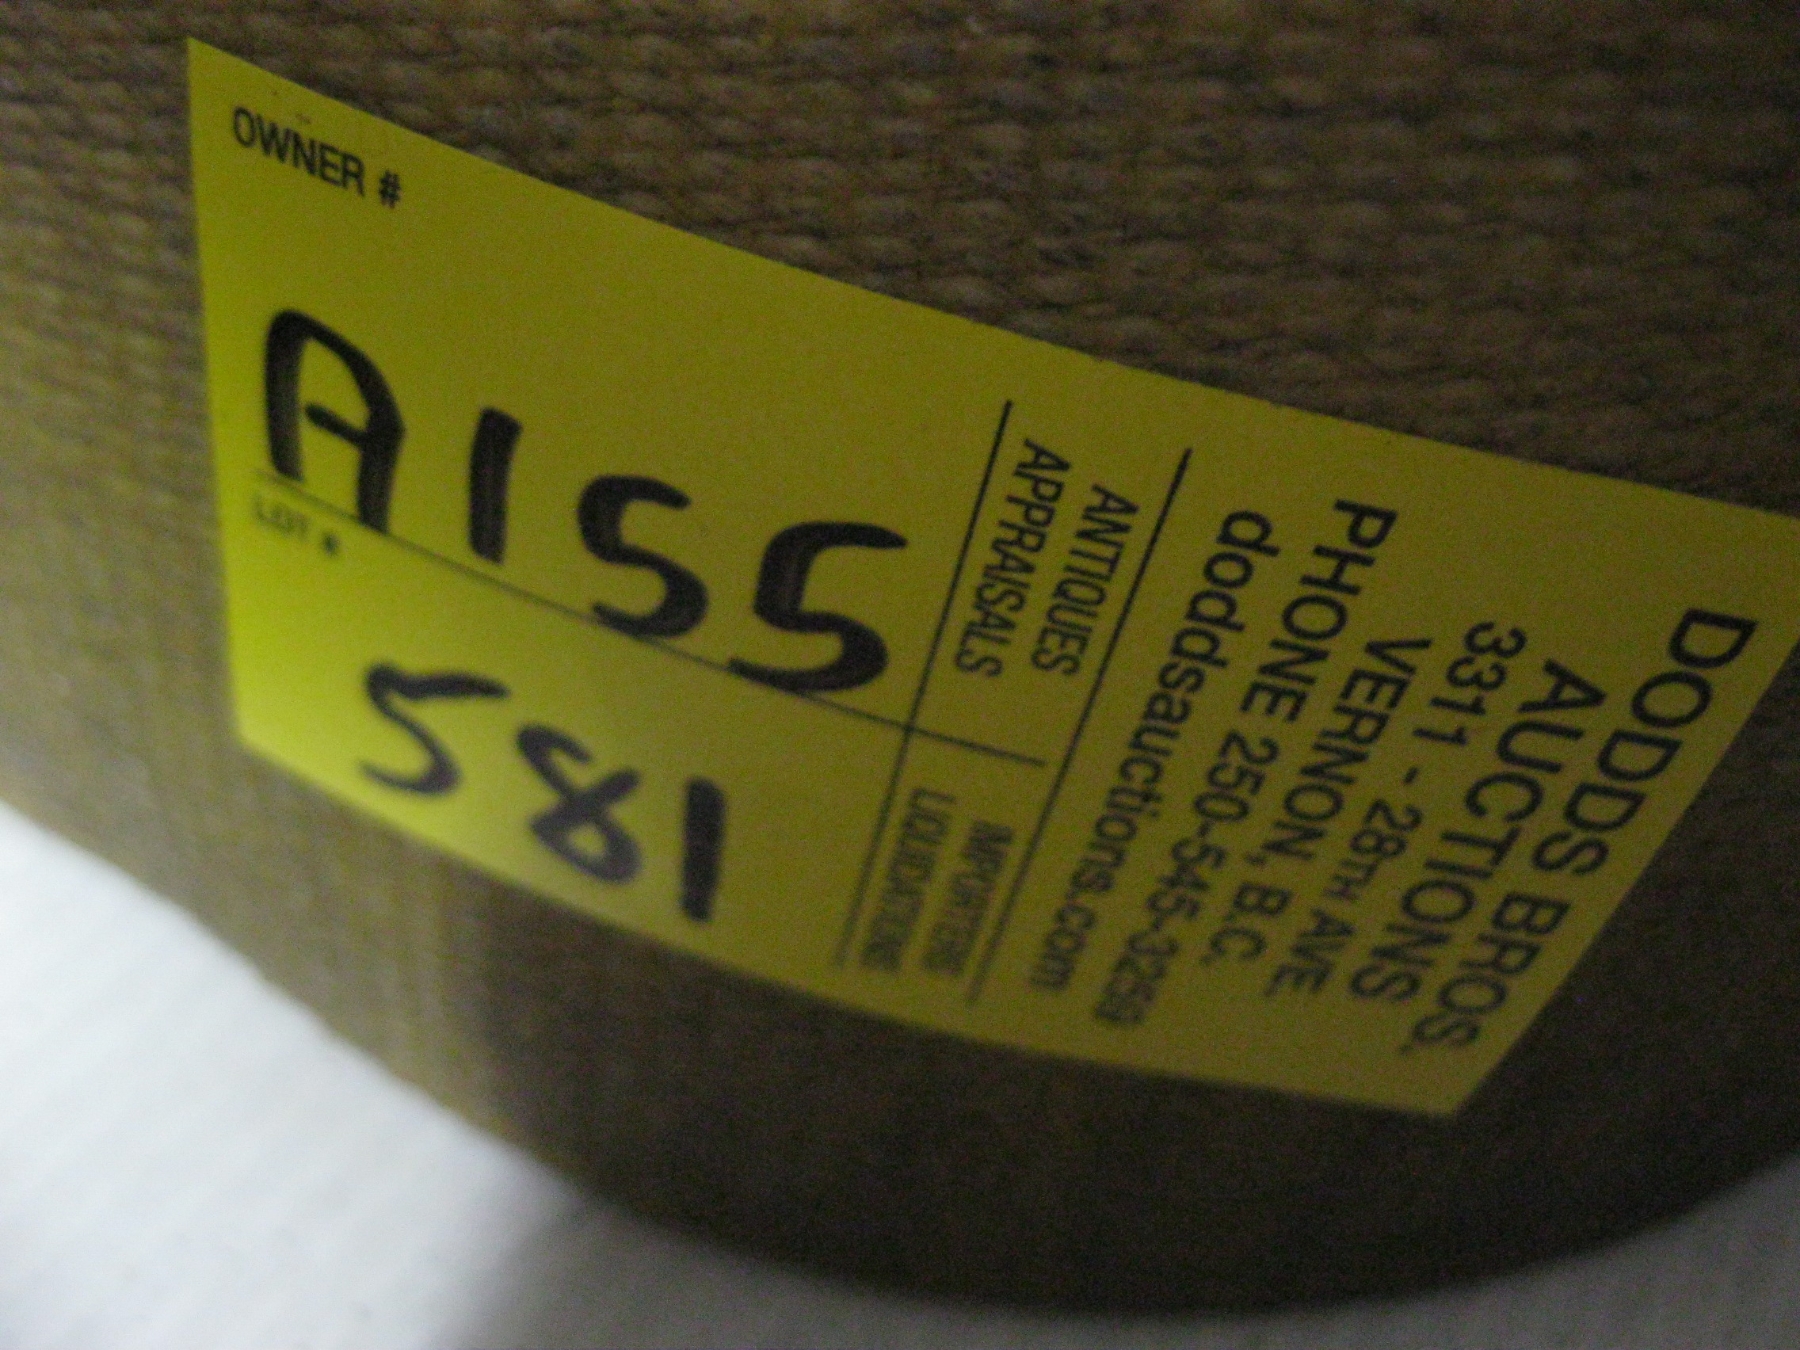 OWNER #
A155
LOT #
581
DODDS BROS.
AUCTIONS
3311 - 28TH AVE.
VERNON, B.C.
PHONE 250-545-3259
doddsauctions.com
ANTIQUES
APPRAISALS
IMPORTERS
LIQUIDATIONS